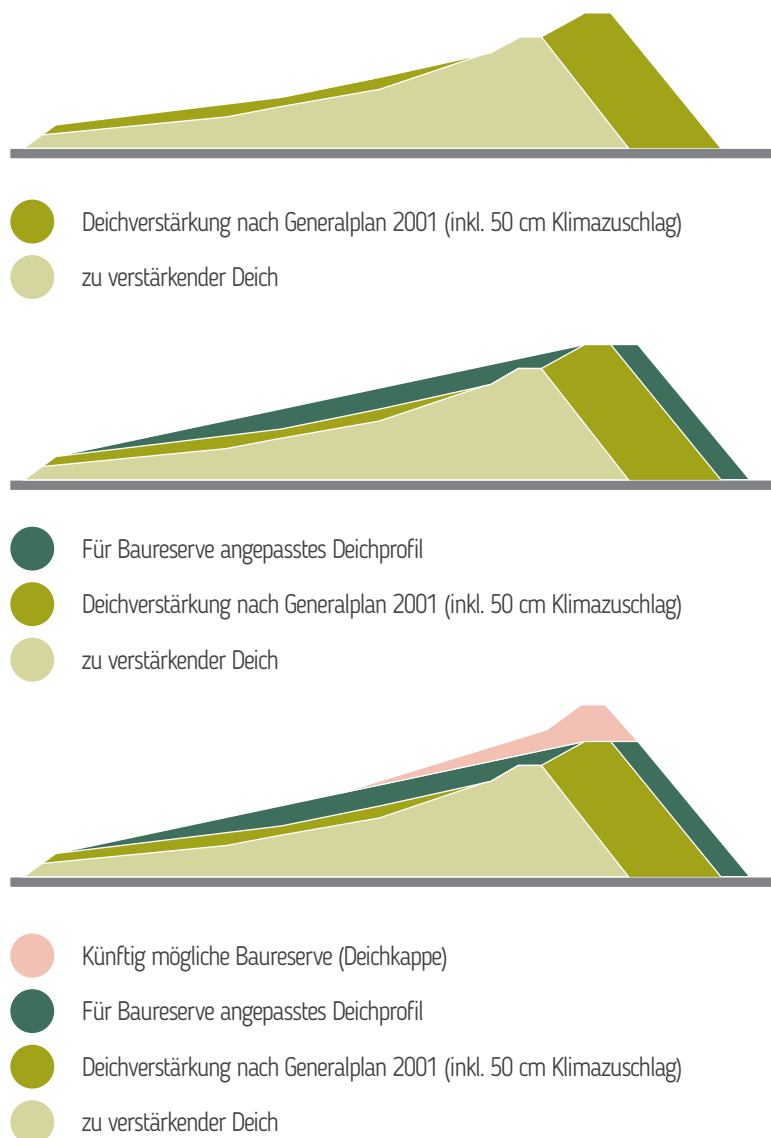 Deichverstärkung nach Generalplan 2001 (inkl. 50 cm Klimazuschlag)
zu verstärkender Deich
Für Baureserve angepasstes Deichprofil
Deichverstärkung nach Generalplan 2001 (inkl. 50 cm Klimazuschlag)
zu verstärkender Deich
Künftig mögliche Baureserve (Deichkappe)
Für Baureserve angepasstes Deichprofil
Deichverstärkung nach Generalplan 2001 (inkl. 50 cm Klimazuschlag)
zu verstärkender Deich